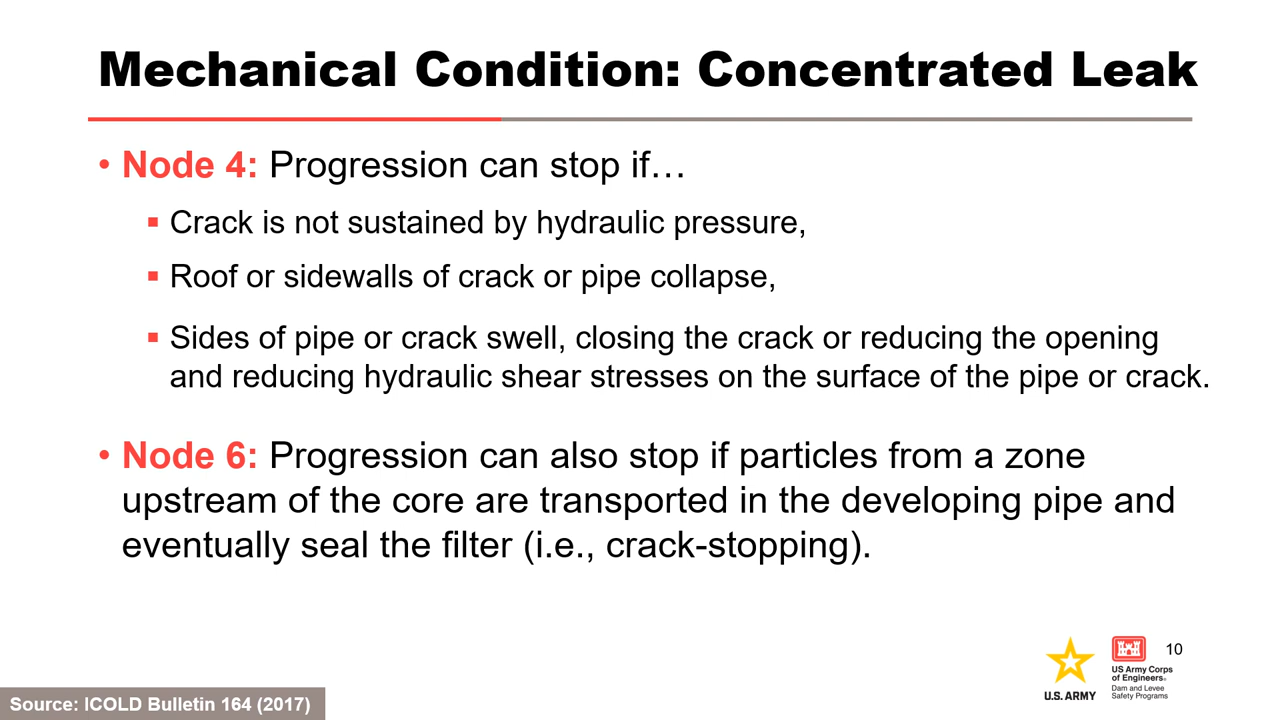 Mechanical Condition: Concentrated Leak
• Node 4: Progression can stop if…
▪ Crack is not sustained by hydraulic pressure,
▪ Roof or sidewalls of crack or pipe collapse,
▪ Sides of pipe or crack swell, closing the crack or reducing the opening
and reducing hydraulic shear stresses on the surface of the pipe or crack.
• Node 6: Progression can also stop if particles from a zone
upstream of the core are transported in the developing pipe and
eventually seal the filter (i.e., crack-stopping).
10
U.S. ARMY
US Army Corps
of Engineers®
Dam and Levee
Safety Programs
Source: ICOLD Bulletin 164 (2017)